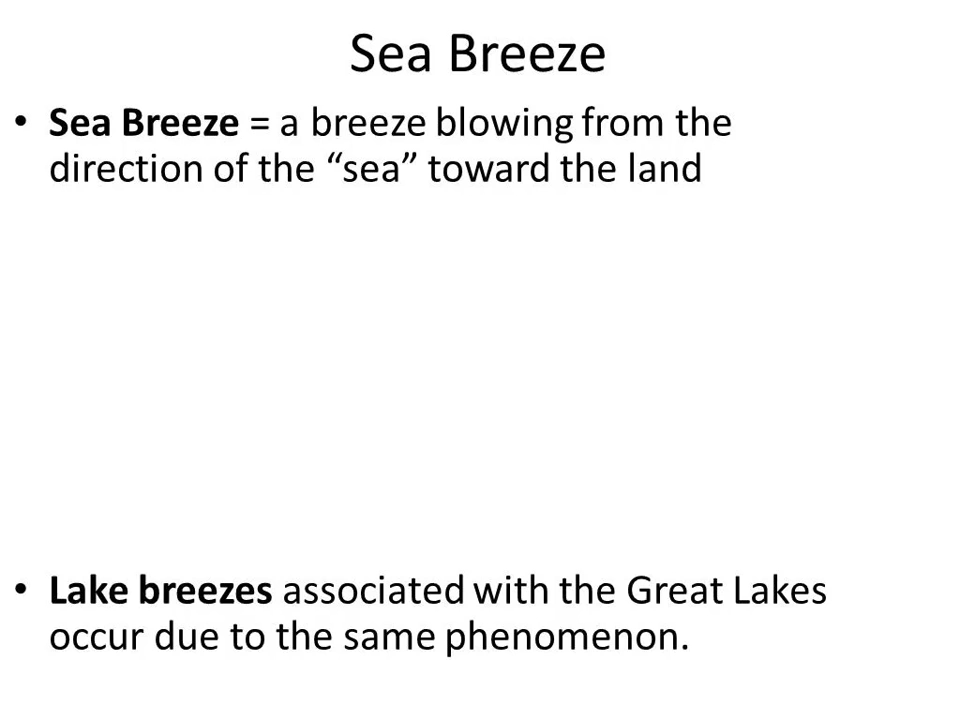 Sea Breeze
• Sea Breeze = a breeze blowing from the
direction of the “sea” toward the land
• Lake breezes associated with the Great Lakes
occur due to the same phenomenon.